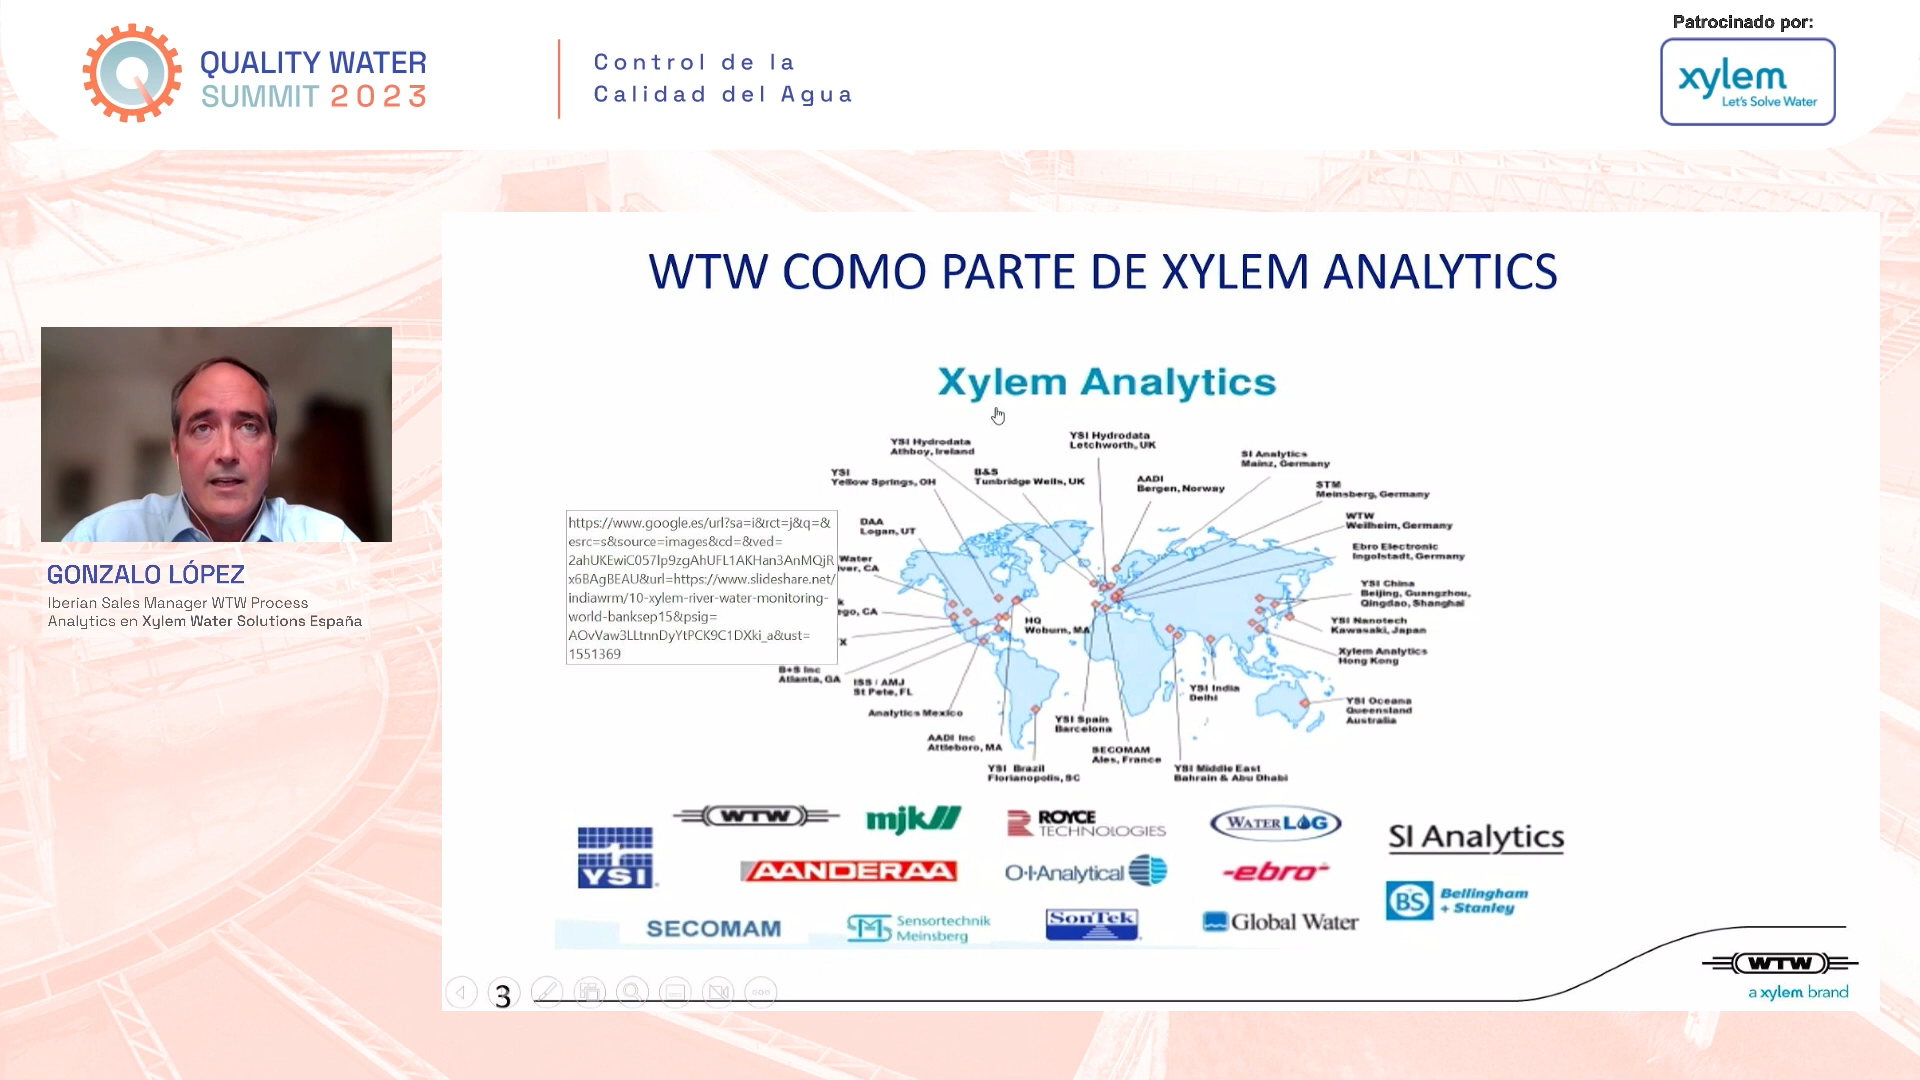 Patrocinado por:
QUALITY WATER
SUMMIT 2023
Control de la
Calidad del Agua
xylem
Let's Solve Water
WTW COMO PARTE DE XYLEM ANALYTICS
Xylem Analytics
YSI Hydrodata
Athboy, Ireland
YSI Hydrodata
Letchworth, UK
SI Analytics
Mainz, Germany
YSI
Yellow Springs, OH
B&S
Tunbridge Wells, UK
AADI
Bergen, Norway
STM
Meinsberg, Germany
DAA
Logan, UT
WTW
Weilheim, Germany
Ebro Electronic
Ingolstadt, Germany
https://www.google.es/url?sa=i&rct=j&q=&
esrc=s&source=images&cd=&ved=
2ahUKEwiC057lp9zgAhUFL1AKHan3AnMQjR
x6BAgBEAU&url=https://www.slideshare.net/
indiawrm/10-xylem-river-water-monitoring-
world-banksep15&psig=
AOvVaw3LLtnnDyYtPCK9C1DXki_a&ust=
1551369
Water
ver, CA
k
ego, CA
X
YSI China
Beijing, Guangzhou,
Qingdao, Shanghai
HQ
Woburn, MA
YSI Nanotech
Kawasaki, Japan
Xylem Analytics
Hong Kong
B+S Inc
Atlanta, GA
ISS / AMJ
St Pete, FL
YSI India
Delhi
YSI Oceana
Queensland
Australia
Analytics Mexico
YSI Spain
Barcelona
AADI Inc
Attleboro, MA
SECOMAM
Ales, France
YSI Brazil
Florianopolis, SC
YSI Middle East
Bahrain & Abu Dhabi
GONZALO LÓPEZ
Iberian Sales Manager WTW Process
Analytics en Xylem Water Solutions España
YSI
WTW
mjk
ROYCE
TECHNOLOGIES
WATERLOG
SI Analytics
AANDERAA
O·I·Analytical
ebro
BS
Bellingham
+ Stanley
SECOMAM
Sensortechnik
Meinsberg
SonTek
Global Water
3
WTW
a xylem brand